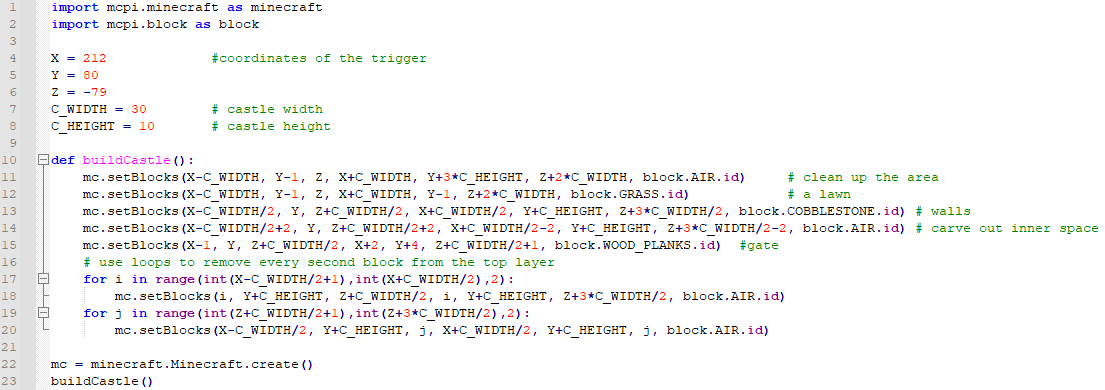 1 import mcpi.minecraft as minecraft
2 import mcpi.block as block
3
4 X = 212 #coordinates of the trigger
5 Y = 80
6 Z = -79
7 C_WIDTH = 30 # castle width
8 C_HEIGHT = 10 # castle height
9
10 def buildCastle():
11 mc.setBlocks(X-C_WIDTH, Y-1, Z, X+C_WIDTH, Y+3*C_HEIGHT, Z+2*C_WIDTH, block.AIR.id) # clean up the area
12 mc.setBlocks(X-C_WIDTH, Y-1, Z, X+C_WIDTH, Y-1, Z+2*C_WIDTH, block.GRASS.id) # a lawn
13 mc.setBlocks(X-C_WIDTH/2, Y, Z+C_WIDTH/2, X+C_WIDTH/2, Y+C_HEIGHT, Z+3*C_WIDTH/2, block.COBBLESTONE.id) # walls
14 mc.setBlocks(X-C_WIDTH/2+2, Y, Z+C_WIDTH/2+2, X+C_WIDTH/2-2, Y+C_HEIGHT, Z+3*C_WIDTH/2-2, block.AIR.id) # carve out inner space
15 mc.setBlocks(X-1, Y, Z+C_WIDTH/2, X+2, Y+4, Z+C_WIDTH/2+1, block.WOOD_PLANKS.id) #gate
16 # use loops to remove every second block from the top layer
17 for i in range(int(X-C_WIDTH/2+1),int(X+C_WIDTH/2),2):
18 mc.setBlocks(i, Y+C_HEIGHT, Z+C_WIDTH/2, i, Y+C_HEIGHT, Z+3*C_WIDTH/2, block.AIR.id)
19 for j in range(int(Z+C_WIDTH/2+1),int(Z+3*C_WIDTH/2),2):
20 mc.setBlocks(X-C_WIDTH/2, Y+C_HEIGHT, j, X+C_WIDTH/2, Y+C_HEIGHT, j, block.AIR.id)
21
22 mc = minecraft.Minecraft.create()
23 buildCastle()